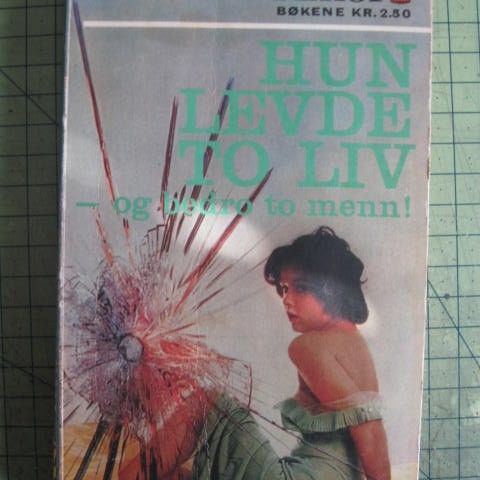 BØKENE KR. 2.50
HUN
LEVDE
TO LIV
— og bedro to menn!